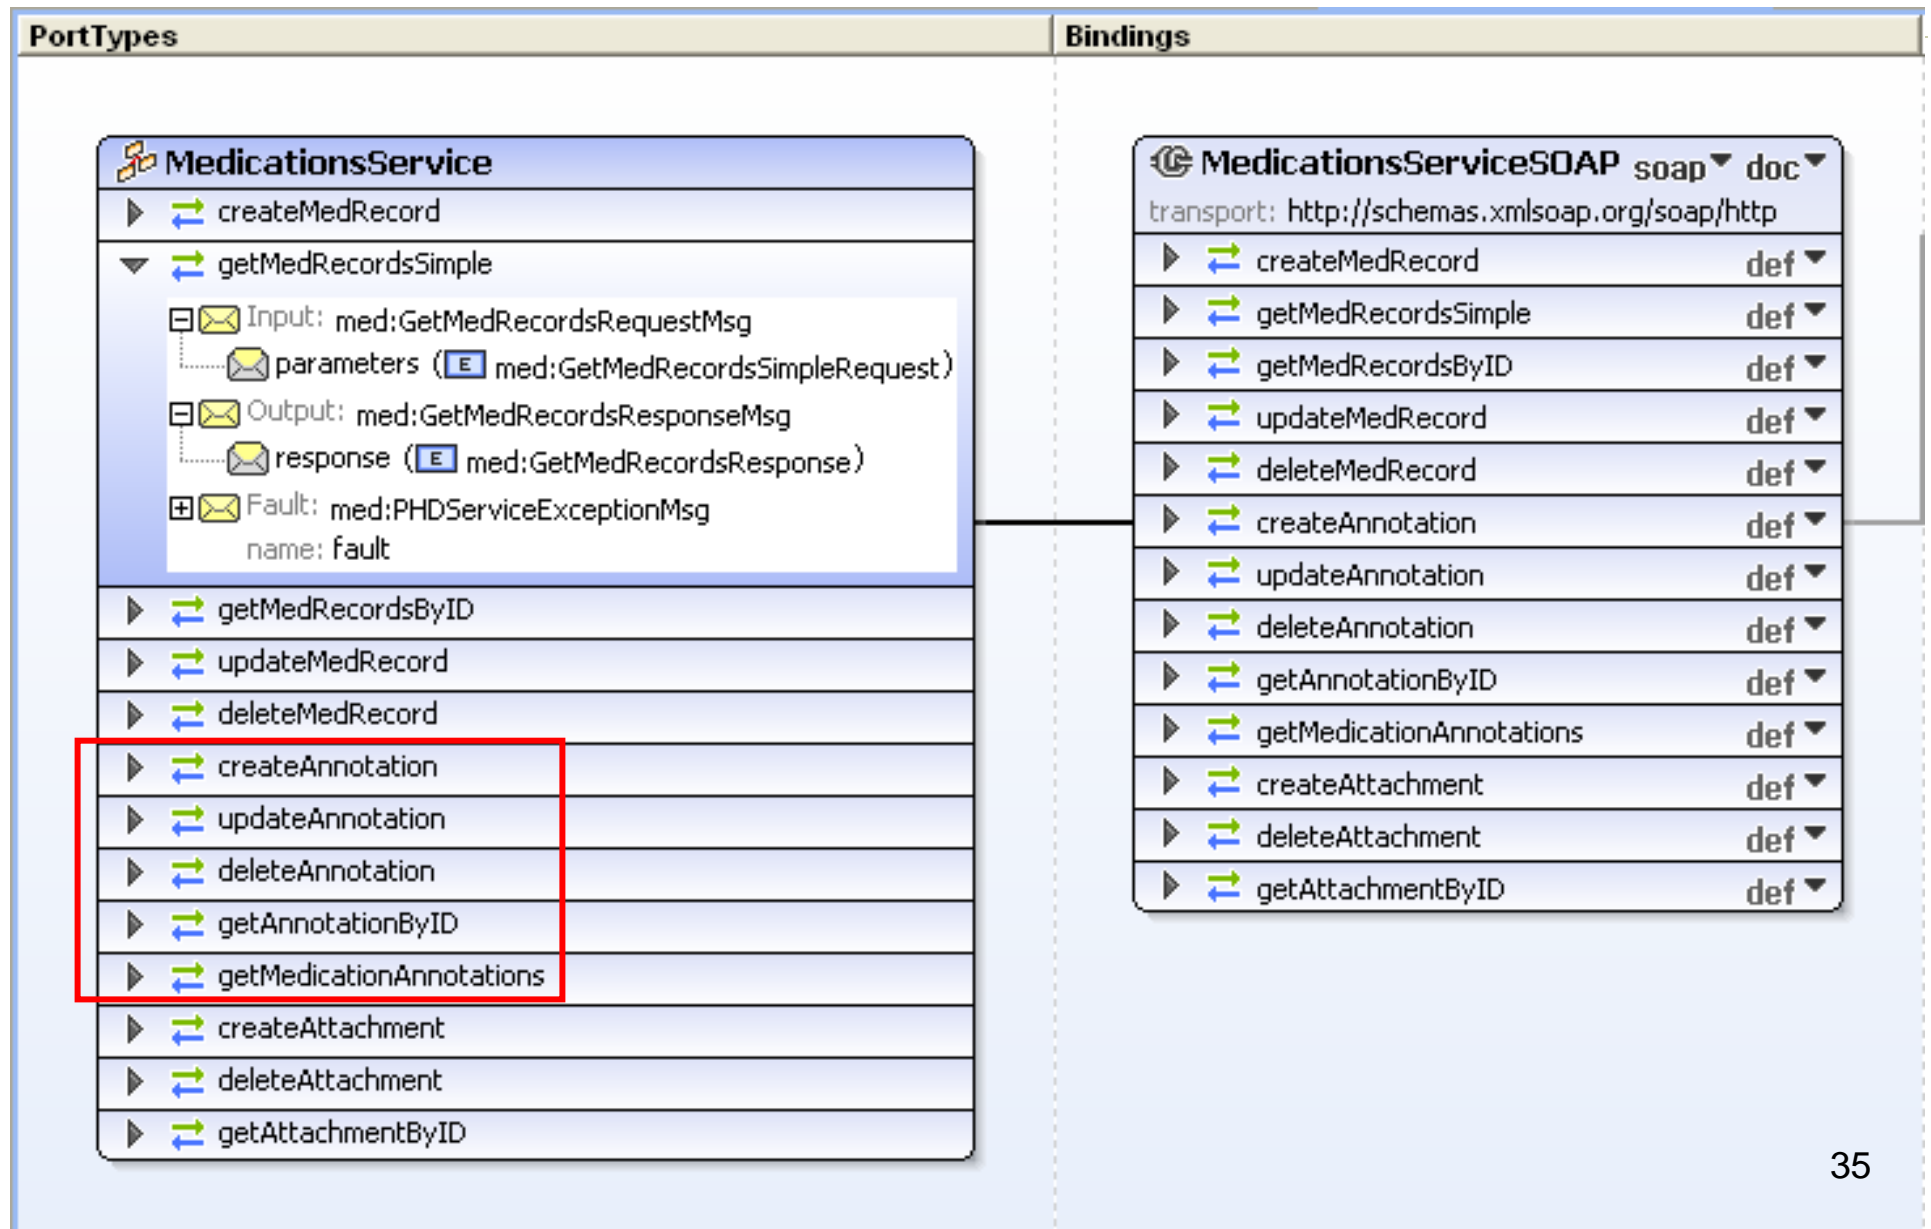 PortTypes
Bindings
MedicationsService
createMedRecord
getMedRecordsSimple
Input: med:GetMedRecordsRequestMsg
parameters (E med:GetMedRecordsSimpleRequest)
Output: med:GetMedRecordsResponseMsg
response (E med:GetMedRecordsResponse)
Fault: med:PHDServiceExceptionMsg
name: fault
getMedRecordsByID
updateMedRecord
deleteMedRecord
createAnnotation
updateAnnotation
deleteAnnotation
getAnnotationByID
getMedicationAnnotations
createAttachment
deleteAttachment
getAttachmentByID
MedicationsServiceSOAP soap doc
transport: http://schemas.xmlsoap.org/soap/http
createMedRecord def
getMedRecordsSimple def
getMedRecordsByID def
updateMedRecord def
deleteMedRecord def
createAnnotation def
updateAnnotation def
deleteAnnotation def
getAnnotationByID def
getMedicationAnnotations def
createAttachment def
deleteAttachment def
getAttachmentByID def
35